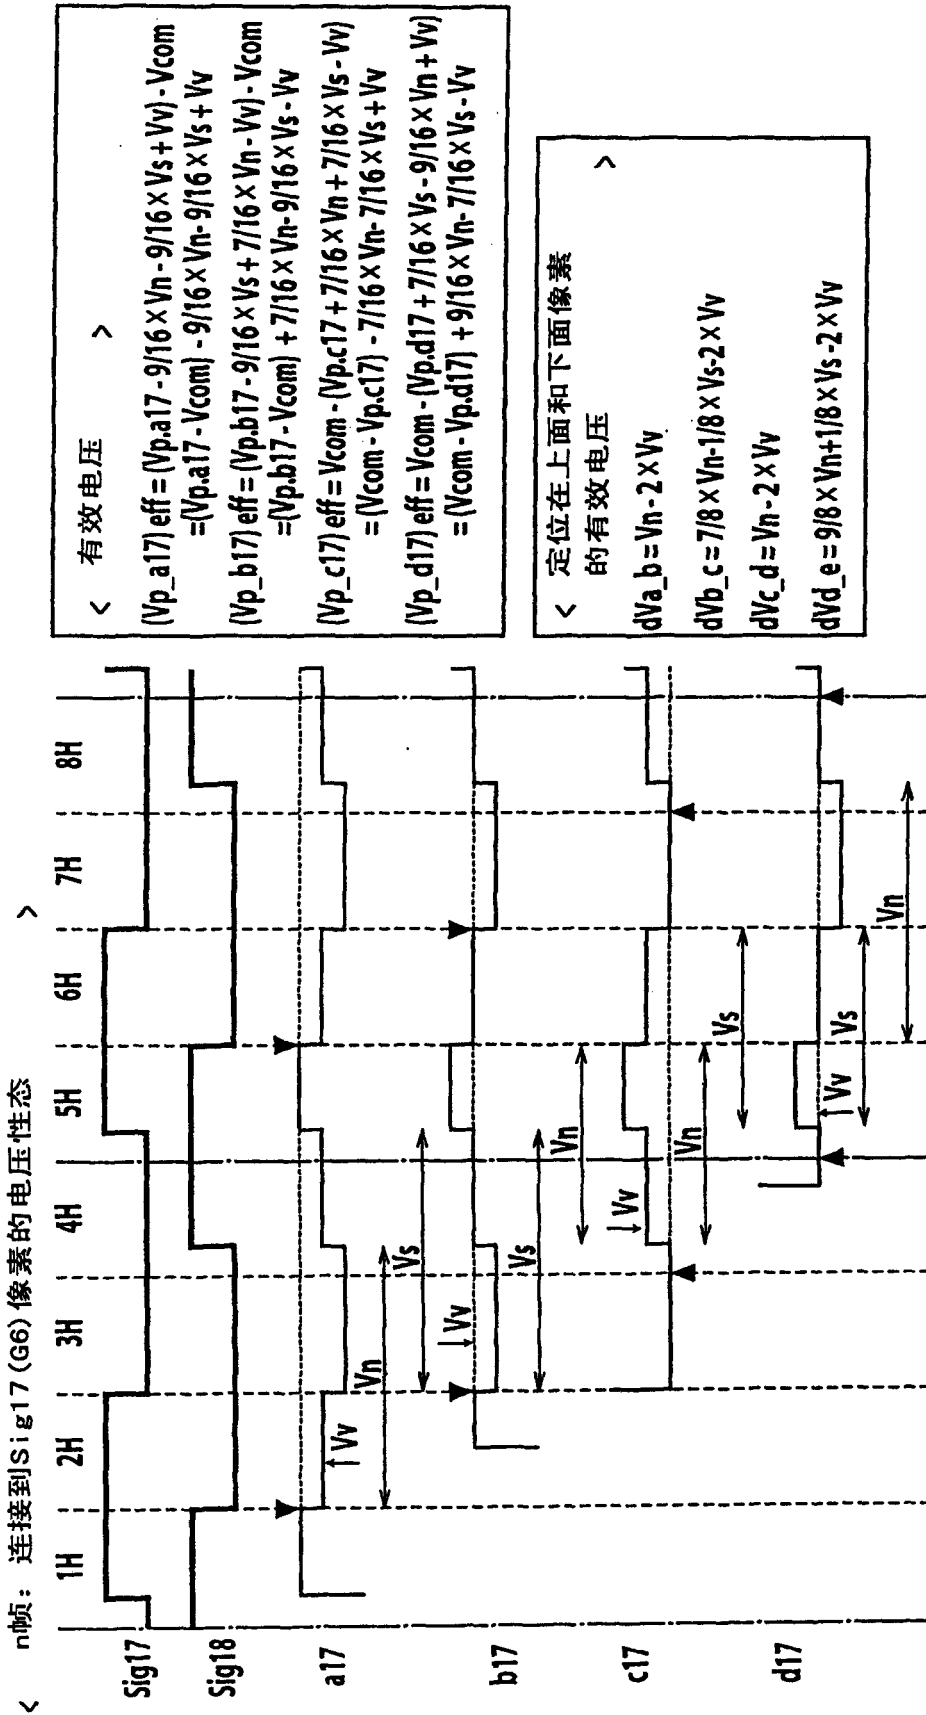 < n帧：连接到Sig17(G6)像素的电压性态 >
1H 2H 3H 4H 5H 6H 7H 8H
Sig17
Sig18
a17
Vv
Vn
Vs
b17
Vv
Vs
Vn
c17
Vv
Vn
Vs
d17
Vv
Vs
Vn
< 有效电压 >
(Vp_a17) eff = (Vp.a17 - 9/16 × Vn - 9/16 × Vs + Vv) - Vcom
=(Vp.a17 - Vcom) - 9/16 × Vn- 9/16 × Vs + Vv
(Vp_b17) eff = (Vp.b17 - 9/16 × Vs + 7/16 × Vn - Vv) - Vcom
=(Vp.b17 - Vcom) + 7/16 × Vn- 9/16 × Vs - Vv
(Vp_c17) eff = Vcom - (Vp.c17 + 7/16 × Vn + 7/16 × Vs - Vv)
= (Vcom - Vp.c17) - 7/16 × Vn- 7/16 × Vs + Vv
(Vp_d17) eff = Vcom - (Vp.d17 + 7/16 × Vs - 9/16 × Vn + Vv)
= (Vcom - Vp.d17) + 9/16 × Vn- 7/16 × Vs - Vv
< 定位在上面和下面像素 >
的有效电压
dVa_b = Vn - 2 × Vv
dVb_c = 7/8 × Vn-1/8 × Vs-2 × Vv
dVc_d = Vn - 2 × Vv
dVd_e = 9/8 × Vn+1/8 × Vs -2 × Vv